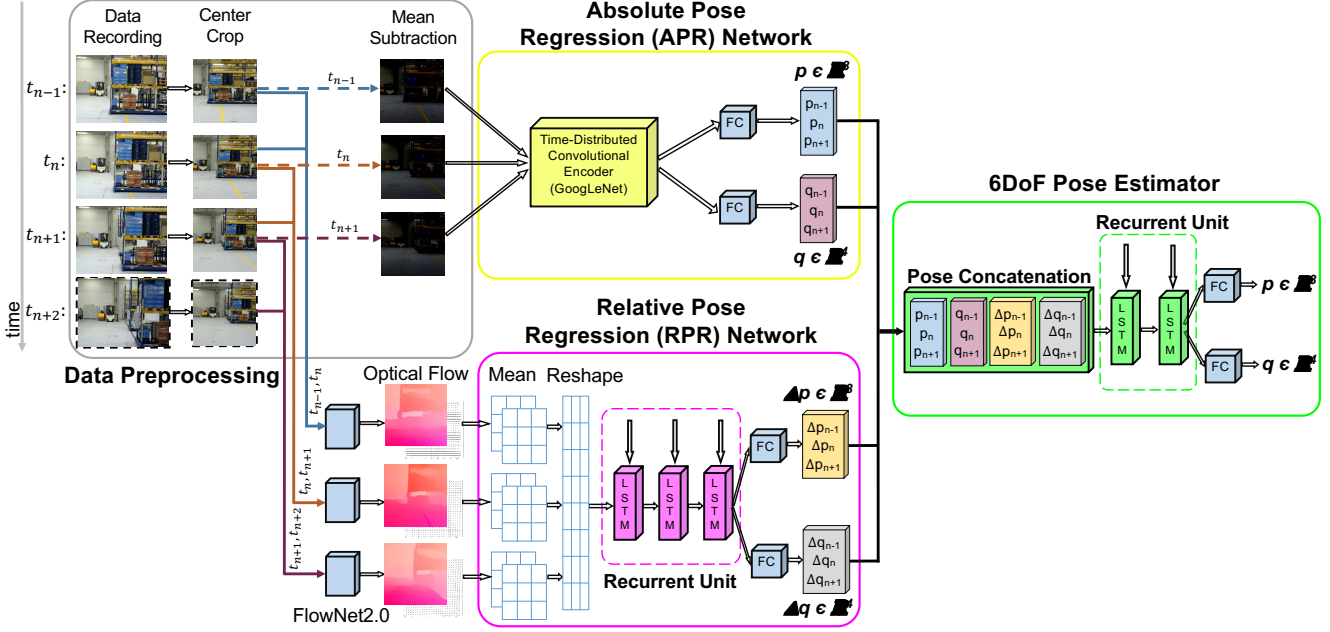 Data
Recording
Center
Crop
Mean
Subtraction
t_{n-1}:
t_n:
t_{n+1}:
t_{n+2}:
time
t_{n-1}
t_n
t_{n+1}
Data Preprocessing
Absolute Pose
Regression (APR) Network
Time-Distributed
Convolutional
Encoder
(GoogLeNet)
FC
FC
p ϵ ℝ³
p_{n-1}
p_n
p_{n+1}
q_{n-1}
q_n
q_{n+1}
q ϵ ℝ⁴
t_{n-1}, t_n
t_n, t_{n+1}
t_{n+1}, t_{n+2}
FlowNet2.0
Optical Flow
Relative Pose
Regression (RPR) Network
Mean
Reshape
LSTM
LSTM
LSTM
Recurrent Unit
FC
FC
Δp ϵ ℝ³
Δp_{n-1}
Δp_n
Δp_{n+1}
Δq_{n-1}
Δq_n
Δq_{n+1}
Δq ϵ ℝ⁴
6DoF Pose Estimator
Recurrent Unit
Pose Concatenation
p_{n-1}
p_n
p_{n+1}
q_{n-1}
q_n
q_{n+1}
Δp_{n-1}
Δp_n
Δp_{n+1}
Δq_{n-1}
Δq_n
Δq_{n+1}
LSTM
LSTM
FC
FC
p ϵ ℝ³
q ϵ ℝ⁴